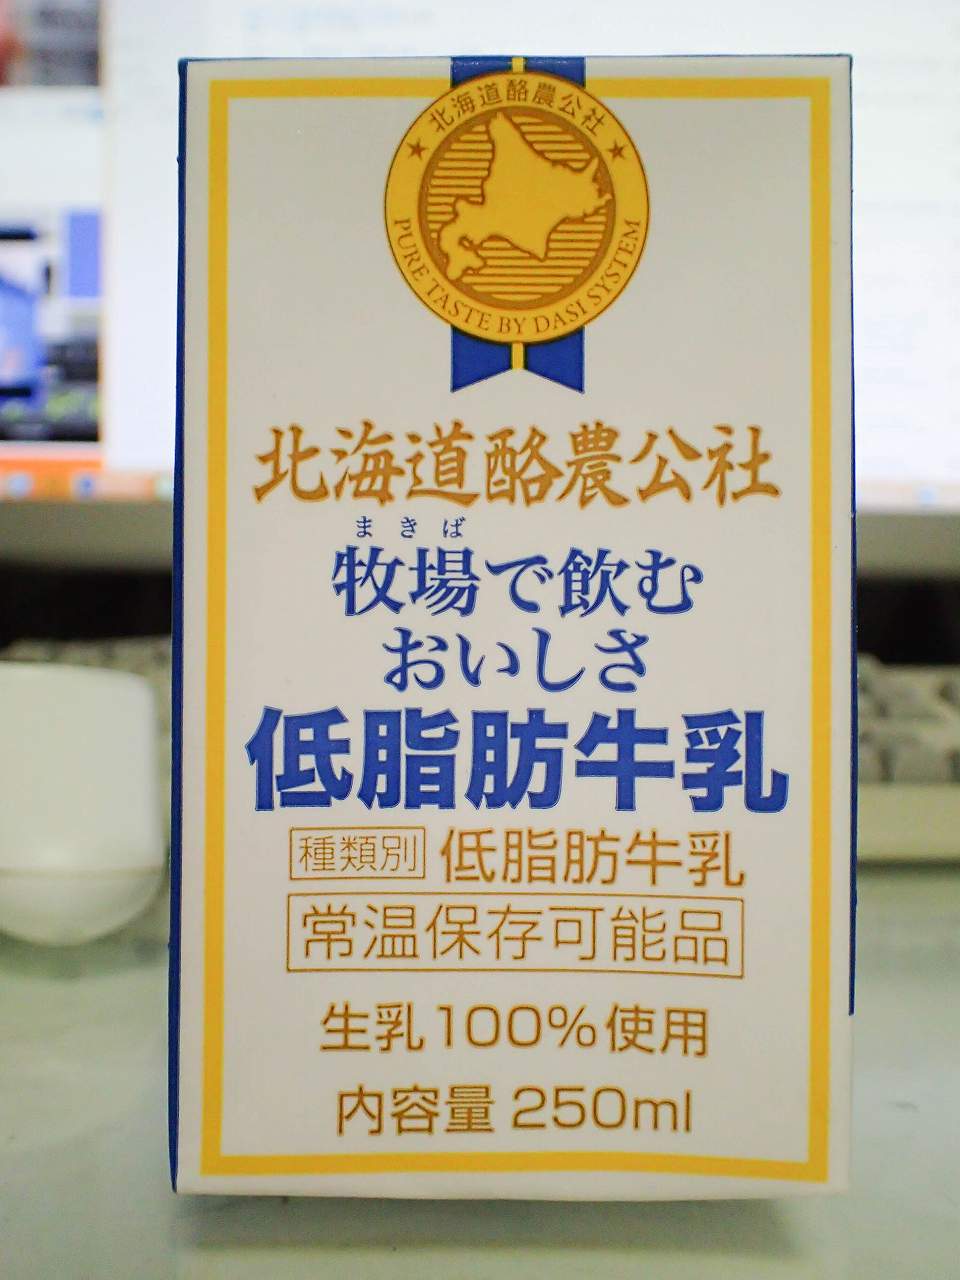 北海道酪農公社
PURE TASTE BY DASI SYSTEM
北海道酪農公社
まきば
牧場で飲む
おいしさ
低脂肪牛乳
種類別 低脂肪牛乳
常温保存可能品
生乳100%使用
内容量 250ml